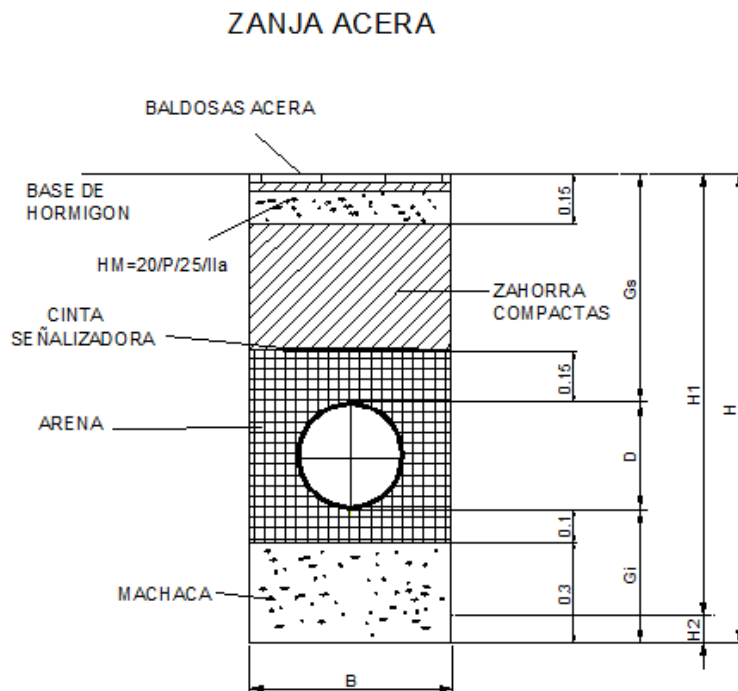 ZANJA ACERA
BALDOSAS ACERA
BASE DE
HORMIGON
HM=20/P/25/IIa
CINTA
SEÑALIZADORA
ZAHORRA
COMPACTAS
ARENA
MACHACA
0.15
0.15
0.1
0.3
Gs
D
Gi
H1
H2
H
B